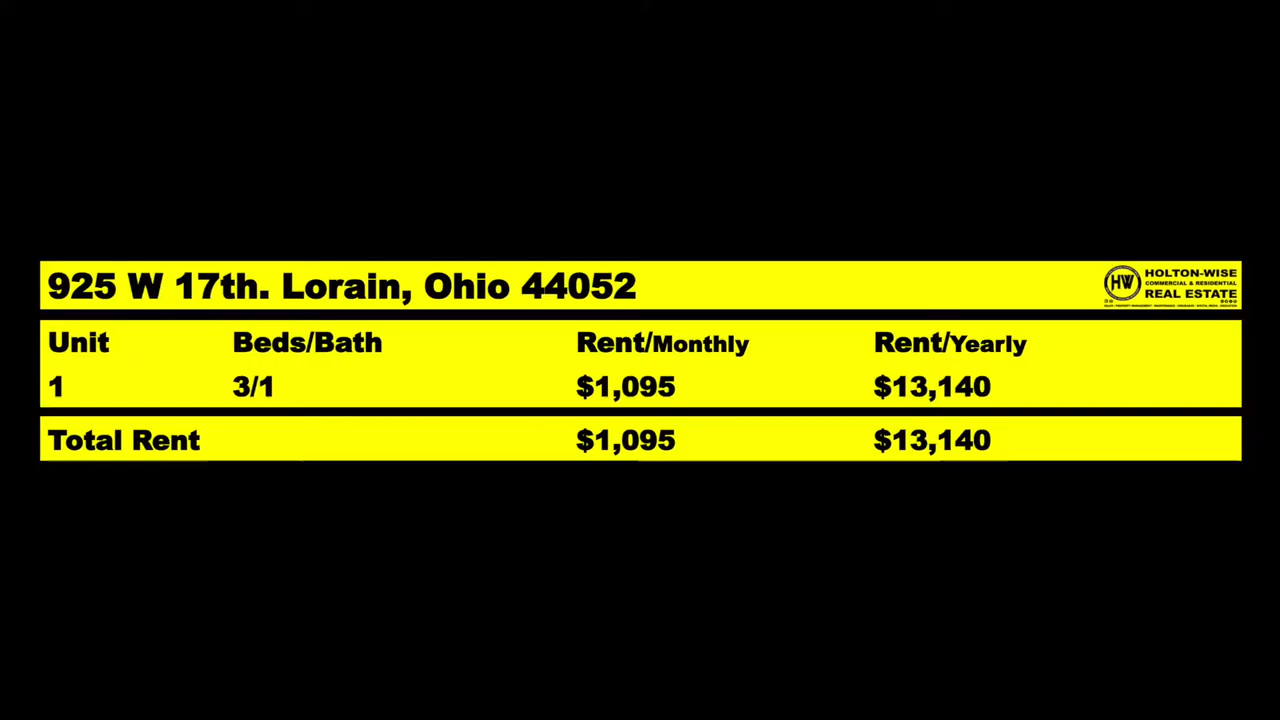 925 W 17th. Lorain, Ohio 44052
HW
HOLTON-WISE
COMMERCIAL & RESIDENTIAL
REAL ESTATE
Unit Beds/Bath Rent/Monthly Rent/Yearly
1 3/1 $1,095 $13,140
Total Rent $1,095 $13,140